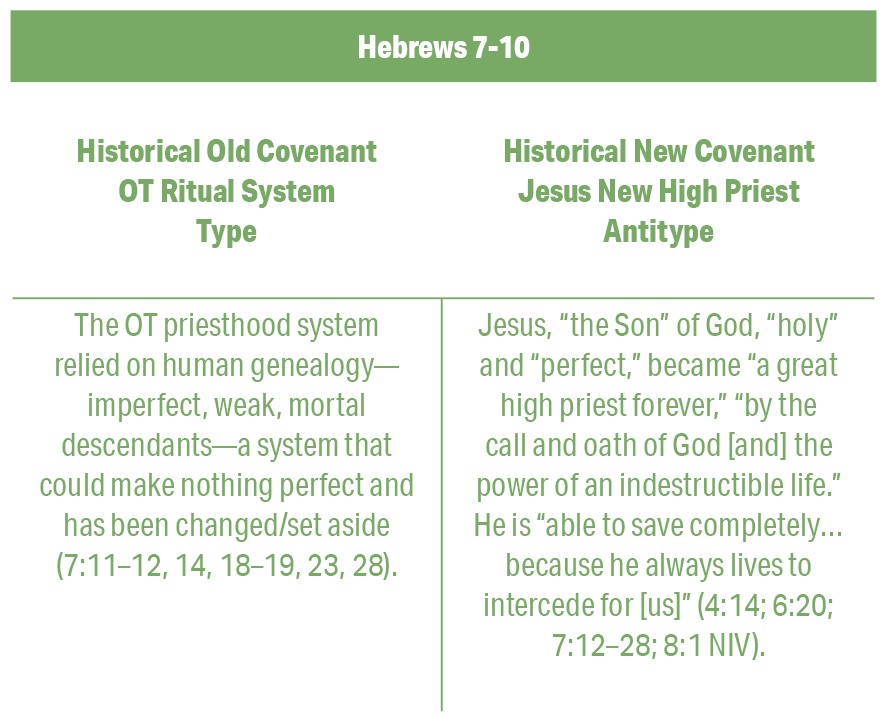 Hebrews 7-10
Historical Old Covenant
OT Ritual System
Type
Historical New Covenant
Jesus New High Priest
Antitype
The OT priesthood system
relied on human genealogy—
imperfect, weak, mortal
descendants—a system that
could make nothing perfect and
has been changed/set aside
(7:11–12, 14, 18–19, 23, 28).
Jesus, “the Son” of God, “holy”
and “perfect,” became “a great
high priest forever,” “by the
call and oath of God [and] the
power of an indestructible life.”
He is “able to save completely...
because he always lives to
intercede for [us]” (4:14; 6:20;
7:12–28; 8:1 NIV).